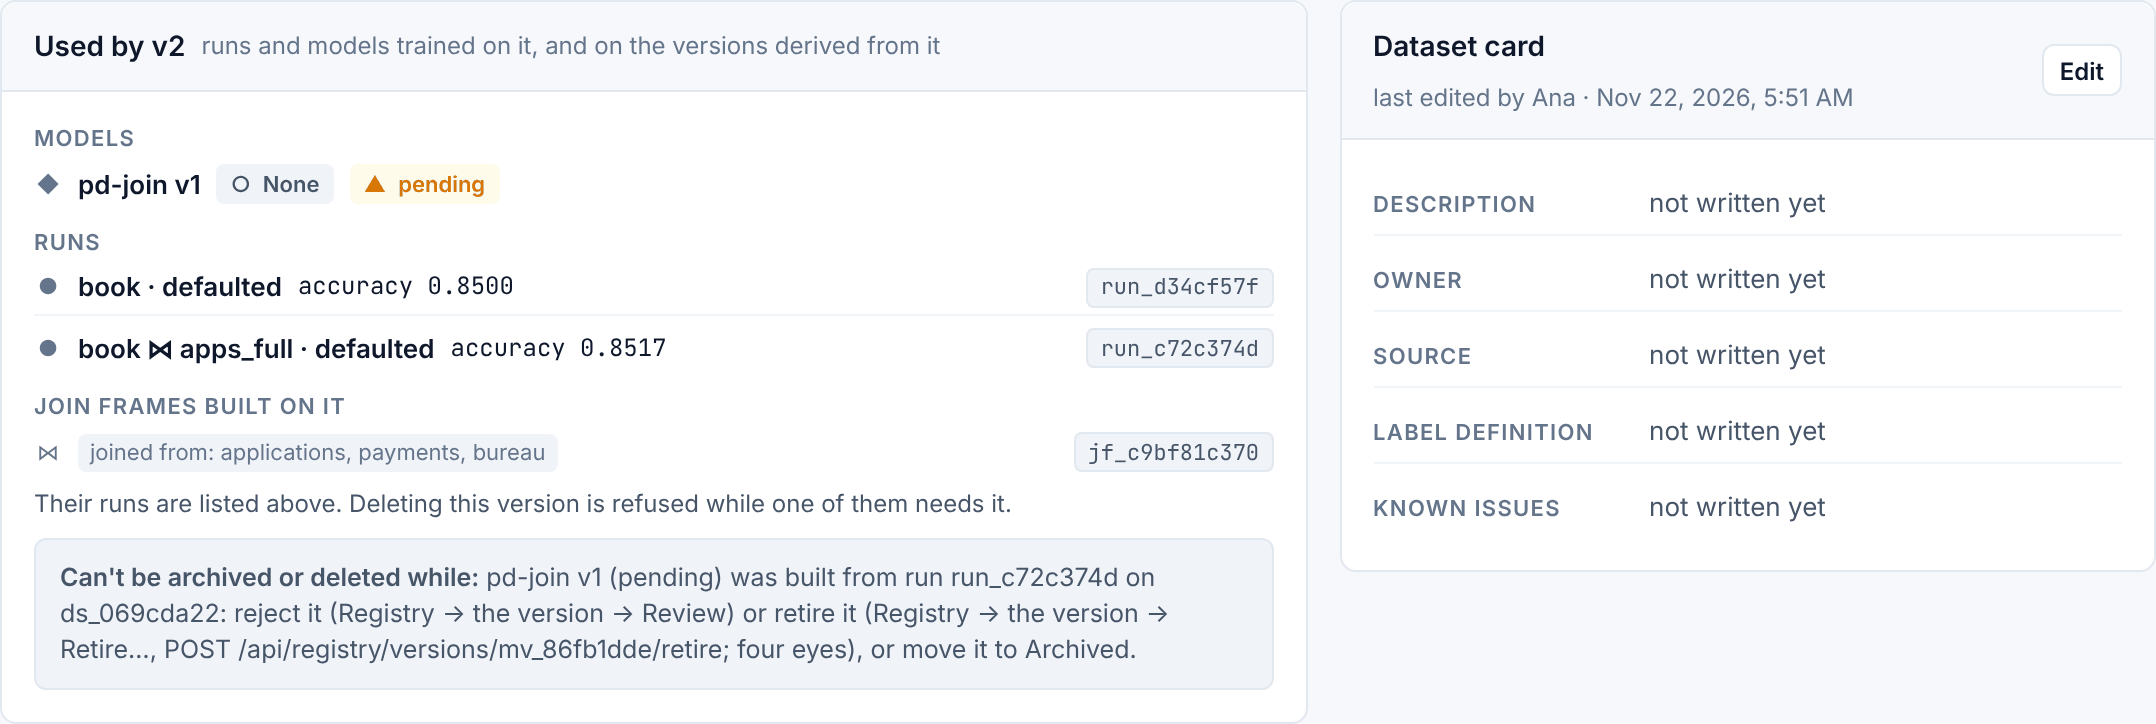 Used by v2 runs and models trained on it, and on the versions derived from it
MODELS
pd-join v1 None pending
RUNS
book · defaulted accuracy 0.8500 run_d34cf57f
book ⋈ apps_full · defaulted accuracy 0.8517 run_c72c374d
JOIN FRAMES BUILT ON IT
⋈ joined from: applications, payments, bureau jf_c9bf81c370
Their runs are listed above. Deleting this version is refused while one of them needs it.
Can't be archived or deleted while: pd-join v1 (pending) was built from run run_c72c374d on
ds_069cda22: reject it (Registry → the version → Review) or retire it (Registry → the version →
Retire..., POST /api/registry/versions/mv_86fb1dde/retire; four eyes), or move it to Archived.
Dataset card
last edited by Ana · Nov 22, 2026, 5:51 AM
Edit
DESCRIPTION not written yet
OWNER not written yet
SOURCE not written yet
LABEL DEFINITION not written yet
KNOWN ISSUES not written yet